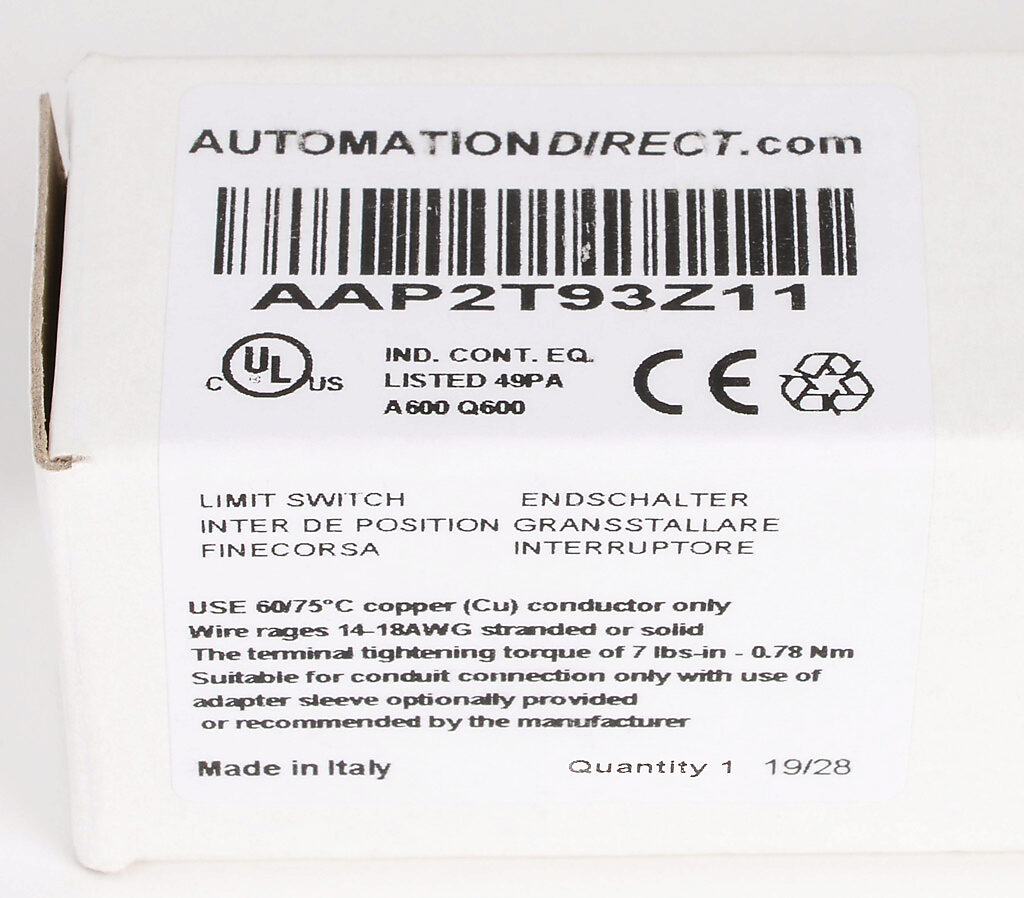 AUTOMATIONDIRECT.com
AAP2T93Z11
C UL US
IND. CONT. EQ.
LISTED 49PA
A600 Q600
CE
LIMIT SWITCH ENDSCHALTER
INTER DE POSITION GRANSSTALLARE
FINECORSA INTERRUPTORE
USE 60/75°C copper (Cu) conductor only
Wire rages 14-18AWG stranded or solid
The terminal tightening torque of 7 lbs-in - 0.78 Nm
Suitable for conduit connection only with use of
adapter sleeve optionally provided
or recommended by the manufacturer
Made in Italy Quantity 1 19/28